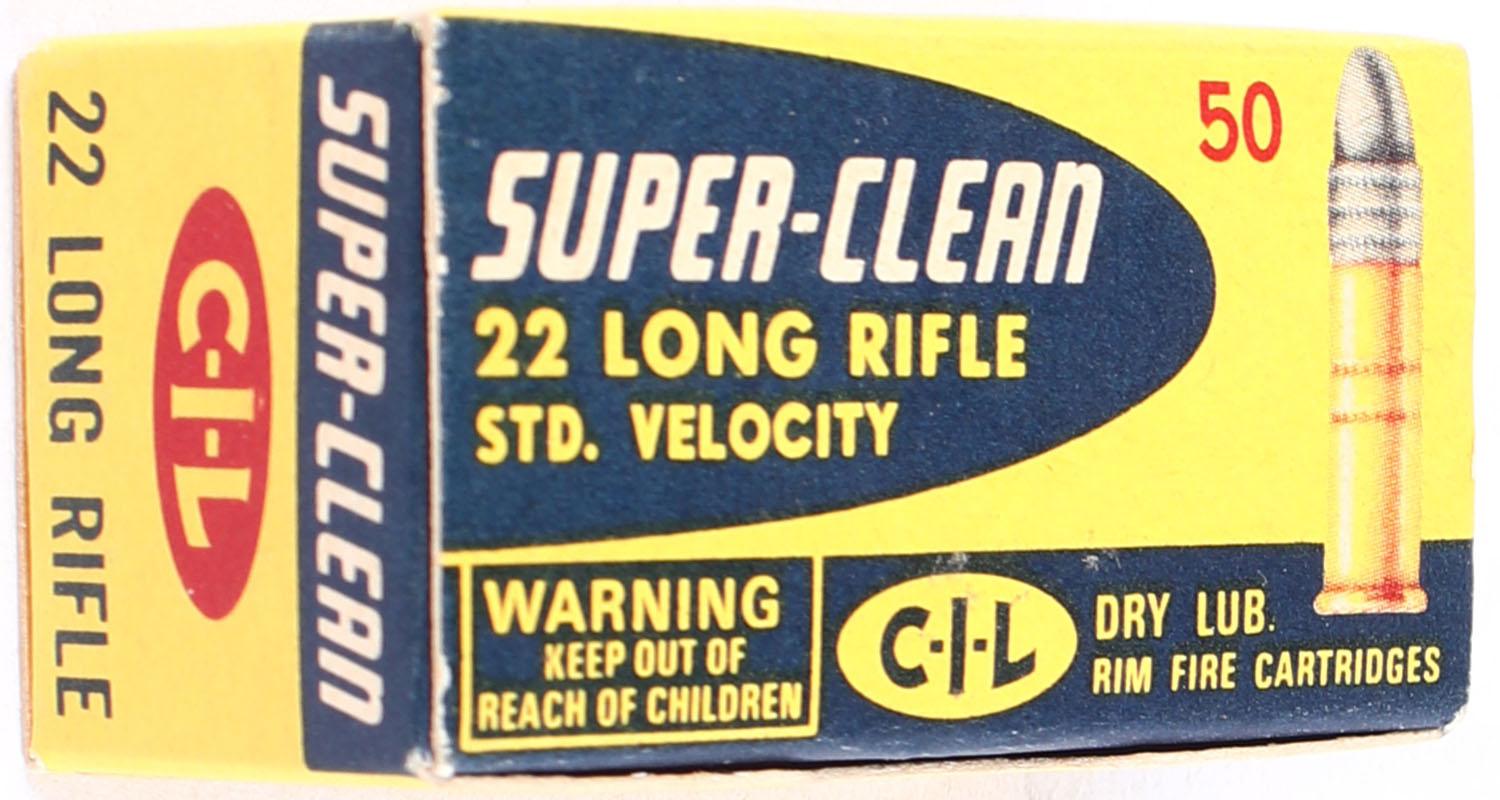 22 LONG RIFLE
C-I-L
SUPER-CLEAN
50
SUPER-CLEAN
22 LONG RIFLE
STD. VELOCITY
WARNING
KEEP OUT OF
REACH OF CHILDREN
C-I-L
DRY LUB.
RIM FIRE CARTRIDGES